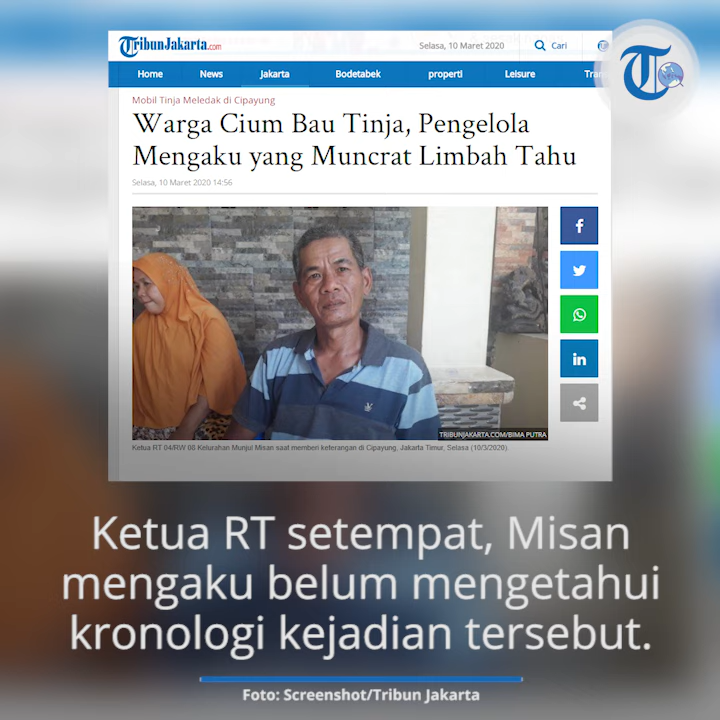 TribunJakarta.com
Selasa, 10 Maret 2020
Cari
Home
News
Jakarta
Bodetabek
properti
Leisure
Mobil Tinja Meledak di Cipayung
Warga Cium Bau Tinja, Pengelola
Mengaku yang Muncrat Limbah Tahu
Selasa, 10 Maret 2020 14:56
TRIBUNJAKARTA.COM/BIMA PUTRA
Ketua RT 04/RW 00 Kelurahan Munjul Misan saat memberi keterangan di Cipayung, Jakarta Timur, Selasa (10/3/2020).
Ketua RT setempat, Misan
mengaku belum mengetahui
kronologi kejadian tersebut.
Foto: Screenshot/Tribun Jakarta